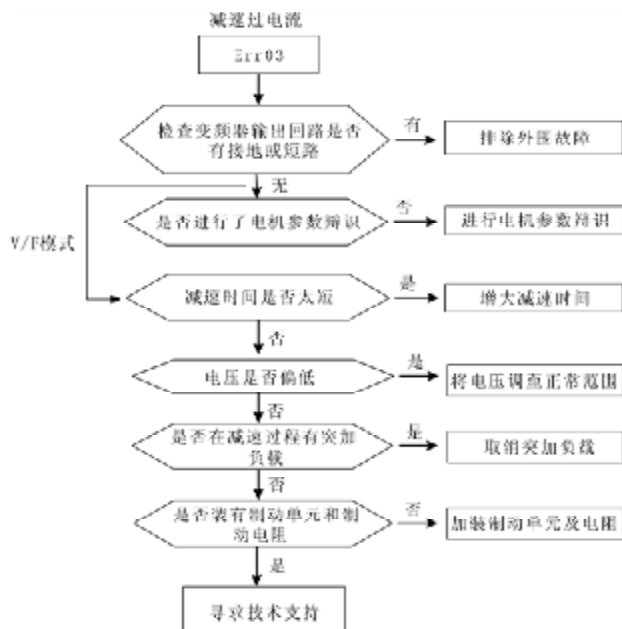 减速过电流
Err03
检查变频器输出回路是否
有接地或短路
有
排除外围故障
无
是否进行了电机参数辩识
否
进行电机参数辩识
V/F模式
减速时间是否太短
是
增大减速时间
否
电压是否偏低
是
将电压调至正常范围
否
是否在减速过程有突加
负载
是
取消突加负载
否
是否装有制动单元和制
动电阻
否
加装制动单元及电阻
是
寻求技术支持